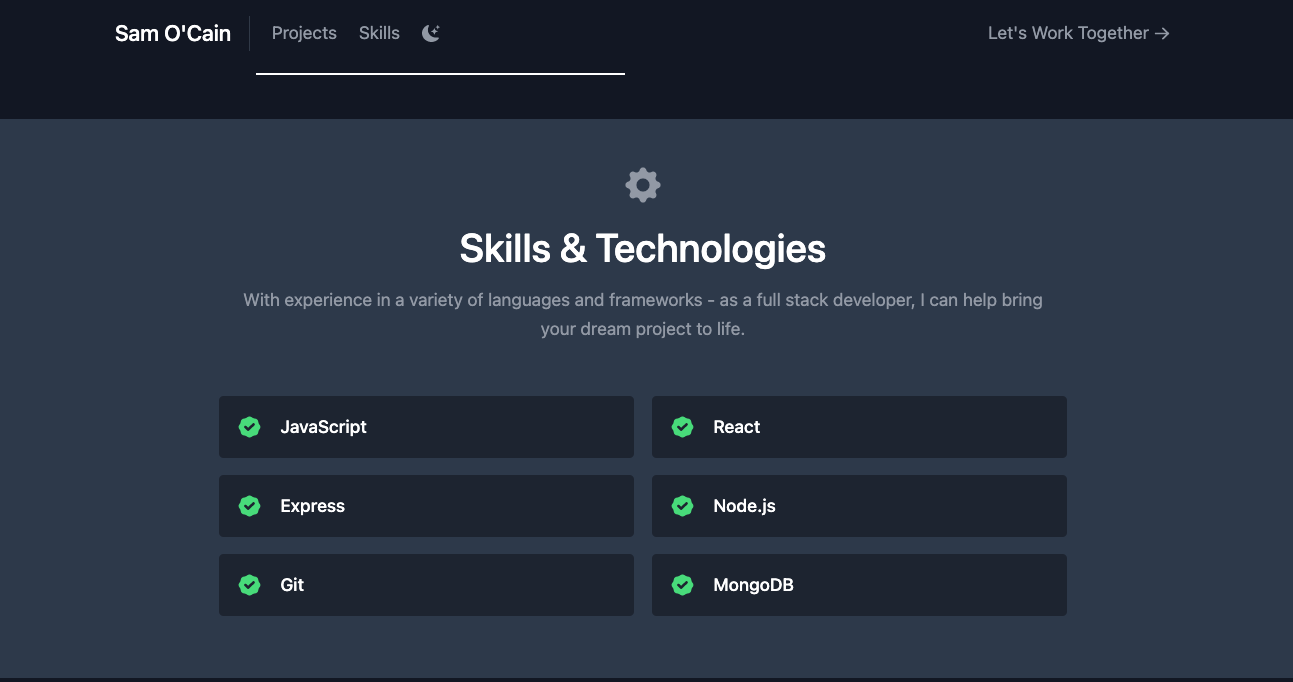 Sam O'Cain
Projects
Skills
Let's Work Together →
Skills & Technologies
With experience in a variety of languages and frameworks - as a full stack developer, I can help bring
your dream project to life.
JavaScript
React
Express
Node.js
Git
MongoDB